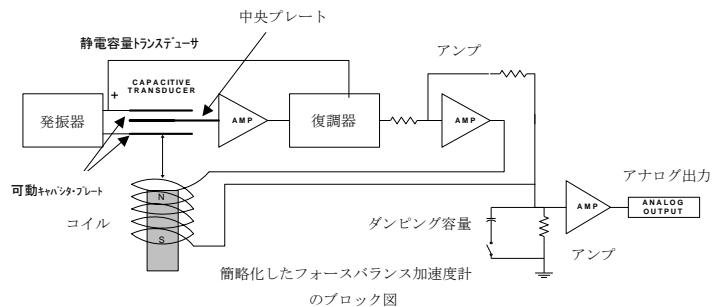 中央プレート
静電容量トランスデューサ
アンプ
+
CAPACITIVE
TRANSDUCER
発振器
AMP
復調器
AMP
可動キャパシタ・プレート
N
コイル
S
アナログ出力
AMP
ANALOG
OUTPUT
ダンピング容量
アンプ
簡略化したフォースバランス加速度計
のブロック図